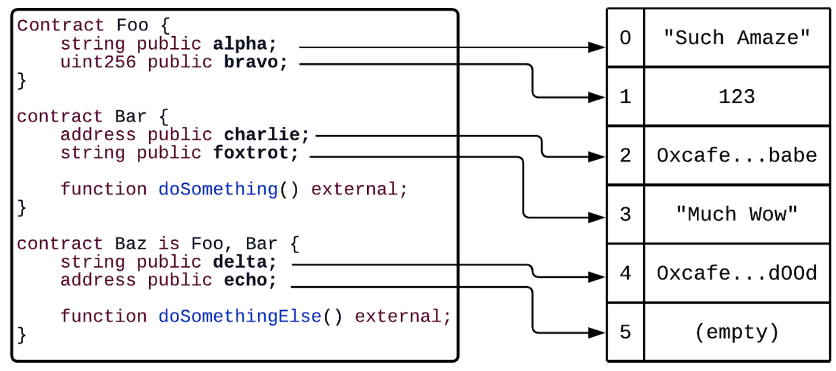 Contract Foo {
string public alpha;
uint256 public bravo;
}
contract Bar {
address public charlie;
string public foxtrot;
function doSomething() external;
}
contract Baz is Foo, Bar {
string public delta;
address public echo;
function doSomethingElse() external;
}
0 "Such Amaze"
1 123
2 0xcafe...babe
3 "Much Wow"
4 0xcafe...d00d
5 (empty)